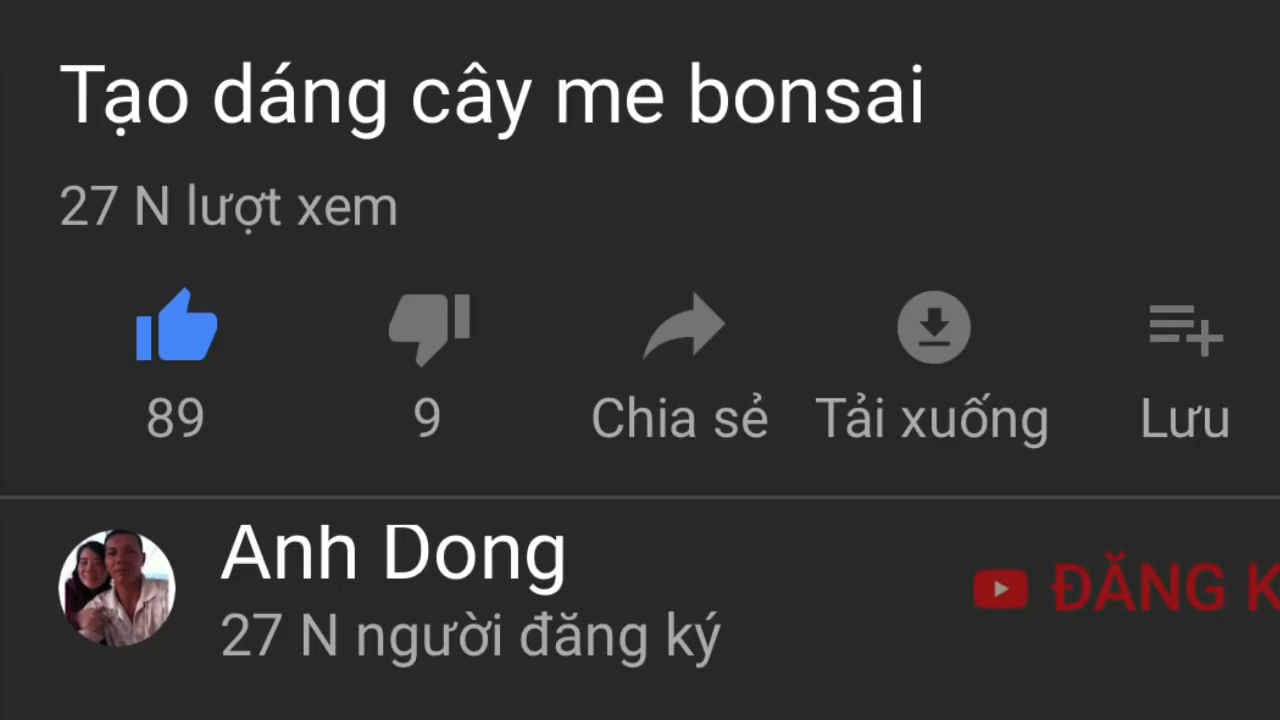 Tạo dáng cây me bonsai
27 N lượt xem
89 9 Chia sẻ Tải xuống Lưu
Anh Dong
27 N người đăng ký
ĐĂNG K